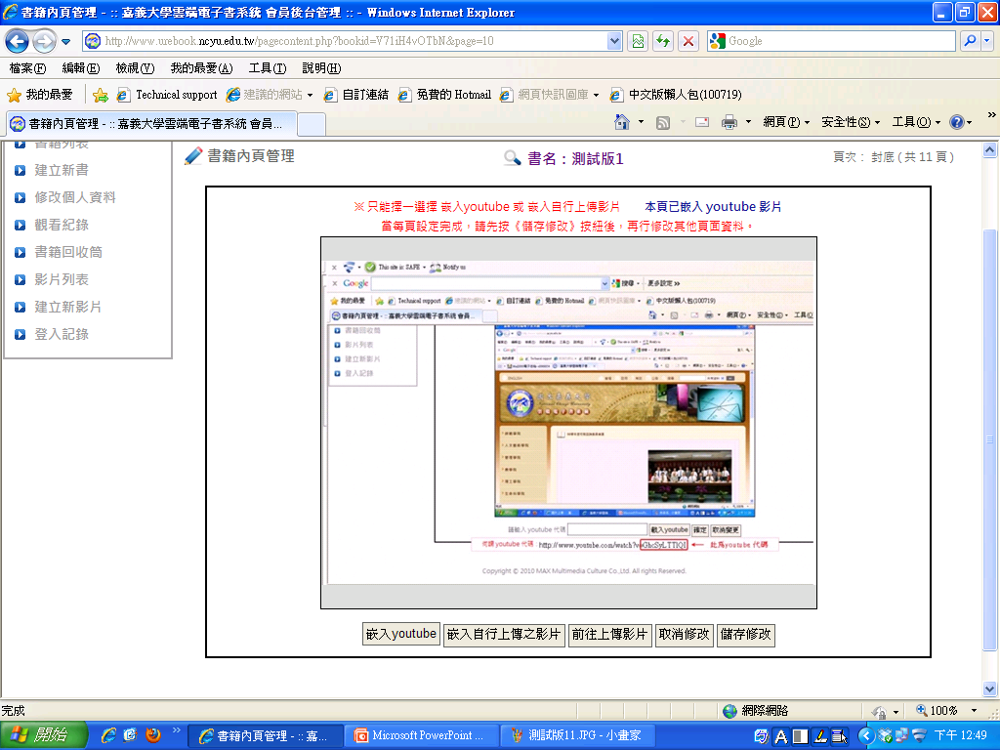 書籍內頁管理 - :: 嘉義大學雲端電子書系統 會員後台管理 :: - Windows Internet Explorer
http://www.urebook.ncyu.edu.tw/pagecontent.php?bookid=V71iH4vOTbN&page=10
Google
檔案(F) 編輯(E) 檢視(V) 我的最愛(A) 工具(T) 說明(H)
我的最愛 Technical support 建議的網站 自訂連結 免費的 Hotmail 網頁快訊圖庫 中文版懶人包(100719)
書籍內頁管理 - :: 嘉義大學雲端電子書系統 會員... 網頁(P) 安全性(S) 工具(O) »
書籍列表
建立新書
修改個人資料
觀看紀錄
書籍回收筒
影片列表
建立新影片
登入記錄
書籍內頁管理 書名：測試版1 頁次： 封底 ( 共 11 頁 )
※ 只能擇一選擇 嵌入youtube 或 嵌入自行上傳影片 本頁已嵌入 youtube 影片
當每頁設定完成，請先按《儲存修改》按紐後，再行修改其他頁面資料。
x This site is SAFE Notify us
x Google 搜尋 更多設定 »
我的最愛 Technical support 建議的網站 自訂連結 免費的 Hotmail 網頁快訊圖庫 中文版懶人包(100719)
書籍內頁管理 - :: 嘉義大學雲端電子書系統 會員... 網頁(P) 安全性(S) 工具(O)
書籍回收筒
影片列表
建立新影片
登入記錄
請輸入 youtube 代碼 載入youtube 確定 取消變更
http://www.youtube.com/watch?v=GhcSyLTTlQI 此為youtube 代碼
Copyright © 2010 MAX Multimedia Culture Co.,Ltd. All rights Reserved.
嵌入youtube 嵌入自行上傳之影片 前往上傳影片 取消修改 儲存修改
完成 網際網路 100%
開始 » 書籍內頁管理 - :: 嘉... Microsoft PowerPoint ... 測試版11.JPG - 小畫家 A 下午 12:49